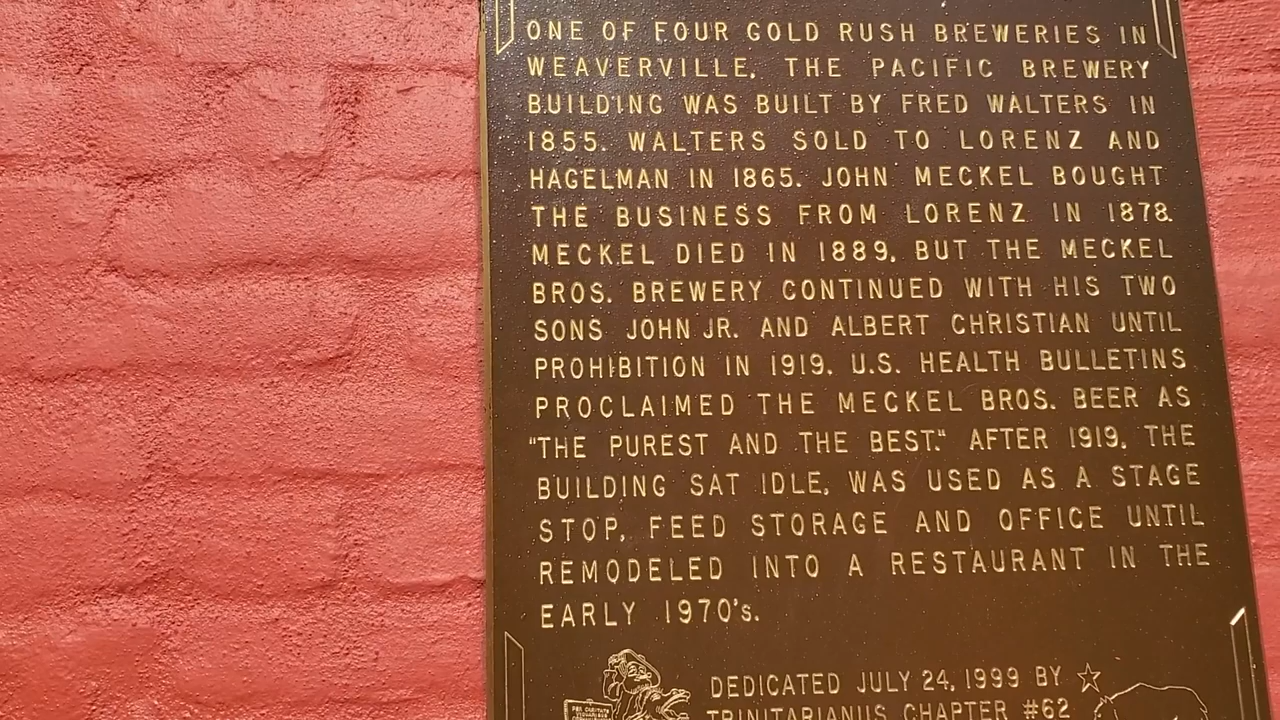 ONE OF FOUR GOLD RUSH BREWERIES IN
WEAVERVILLE, THE PACIFIC BREWERY
BUILDING WAS BUILT BY FRED WALTERS IN
1855. WALTERS SOLD TO LORENZ AND
HAGELMAN IN 1865. JOHN MECKEL BOUGHT
THE BUSINESS FROM LORENZ IN 1878.
MECKEL DIED IN 1889, BUT THE MECKEL
BROS. BREWERY CONTINUED WITH HIS TWO
SONS JOHN JR. AND ALBERT CHRISTIAN UNTIL
PROHIBITION IN 1919. U.S. HEALTH BULLETINS
PROCLAIMED THE MECKEL BROS. BEER AS
"THE PUREST AND THE BEST." AFTER 1919, THE
BUILDING SAT IDLE, WAS USED AS A STAGE
STOP, FEED STORAGE AND OFFICE UNTIL
REMODELED INTO A RESTAURANT IN THE
EARLY 1970's.
DEDICATED JULY 24, 1999 BY
TRINITARIANUS CHAPTER #62
PER CARITATE